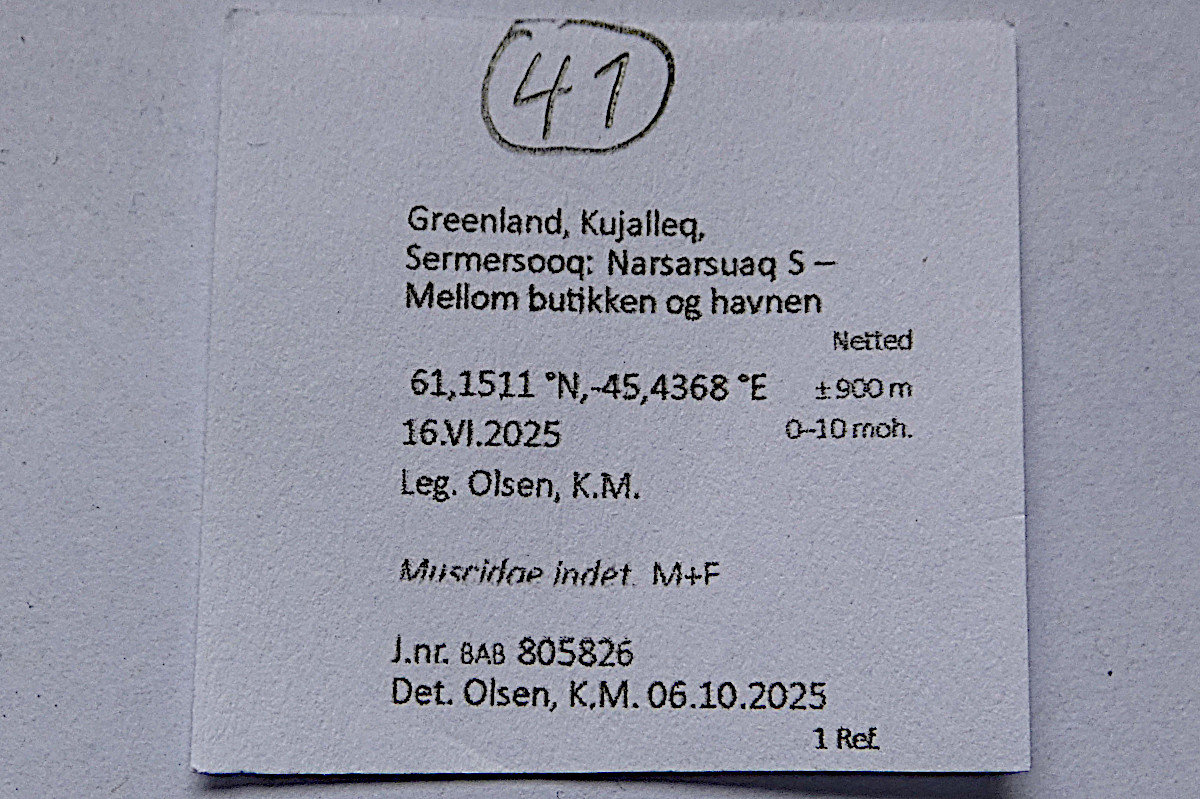 41
Greenland, Kujalleq,
Sermersooq: Narsarsuaq S –
Mellom butikken og havnen
Netted
61,1511 °N,-45,4368 °E ±900 m
16.VI.2025 0–10 moh.
Leg. Olsen, K.M.
Muscidae indet. M+F
J.nr. BAB 805826
Det. Olsen, K.M. 06.10.2025
1 Ref.